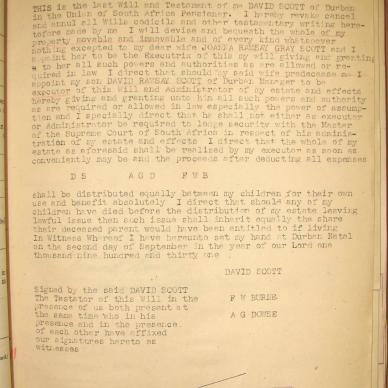 THIS is the last Will and Testament of me DAVID SCOTT of Durban
in the Union of South Africa Pensioner. I hereby revoke cancel
and annul all Wills codicils and other testamentary writing here-
tofore made by me I will devise and bequeath the whole of my
property movable and immovable and of every kind whatsoever
nothing excepted to my dear wife JOANNA RAMSAY GRAY SCOTT and I
appoint her to be the Executrix of this my will giving and granting
to her all such powers and authorities as are allowed or re-
quired in law I direct that should my said wife predecease me I
appoint my son DAVID RAMSAY SCOTT of Durban to be
executor of this Will and Administrator of my estate and effects
hereby giving and granting unto him all such powers and authority
as are required or allowed in law especially the power of assump-
tion and I specially direct that he shall not either as executor
or Administrator be required to lodge security with the Master
of the Supreme Court of South Africa in respect of his adminis-
tration of my estate and effects I direct that the whole of my
estate as aforesaid shall be realised by my executor as soon as
conveniently may be and the proceeds after deducting all expenses
D S A G D F W B
shall be distributed equally between my children for their own
use and benefit absolutely I direct that should any of my
children have died before the distribution of my estate leaving
lawful issue then such issue shall inherit equally the share
their deceased parent would have been entitled to if living
In Witness Whereof I have hereunto set my hand at Durban Natal
on the second day of September in the year of our Lord one
thousand nine hundred and thirty one
DAVID SCOTT
Signed by the said DAVID SCOTT
The Testator of this Will in the
presence of us both present at
the same time who in his
presence and in the presence
of each other have affixed
our signatures hereto as
witnesses
F W BURNE
A G DOWSE